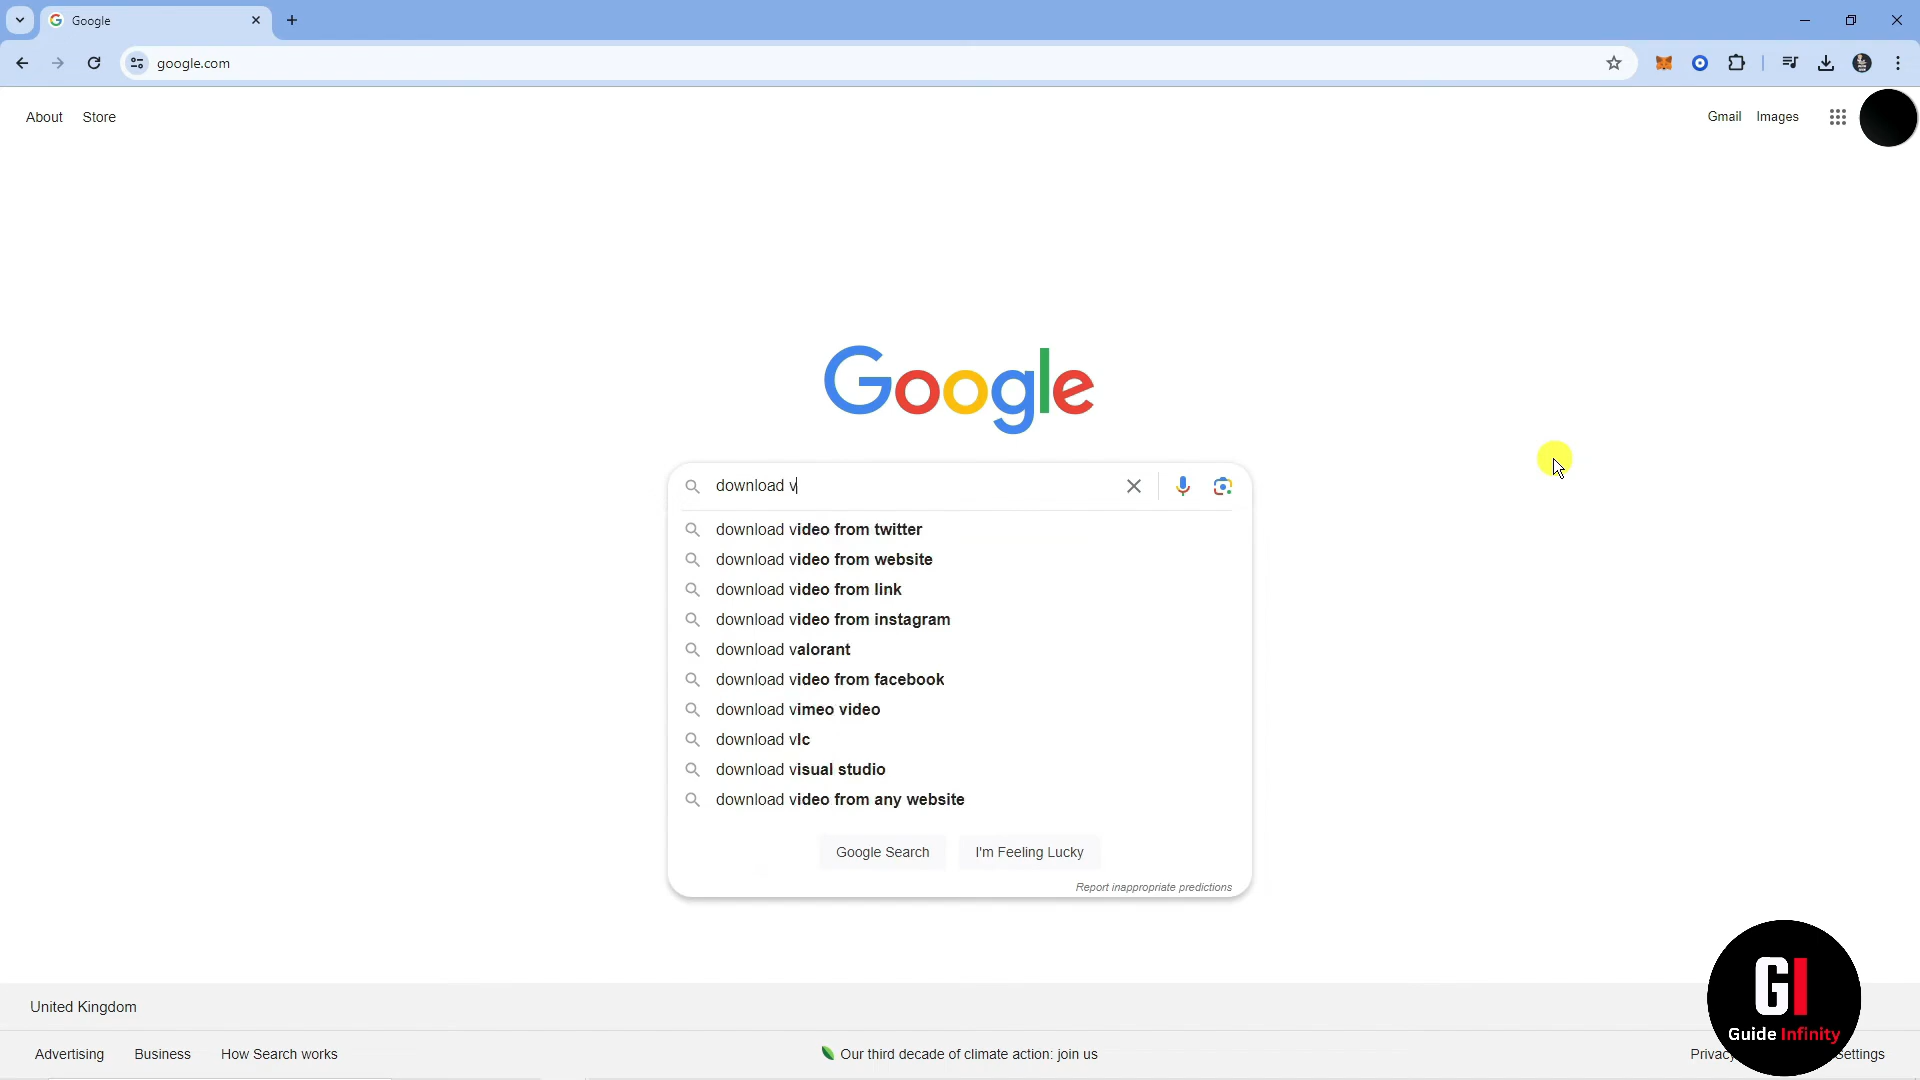 Google
google.com
About Store
Gmail Images
Google
download v
download video from twitter
download video from website
download video from link
download video from instagram
download valorant
download video from facebook
download vimeo video
download vlc
download visual studio
download video from any website
Google Search I'm Feeling Lucky
Report inappropriate predictions
United Kingdom
Advertising Business How Search works
Our third decade of climate action: join us
Privacy Settings
GI
Guide Infinity